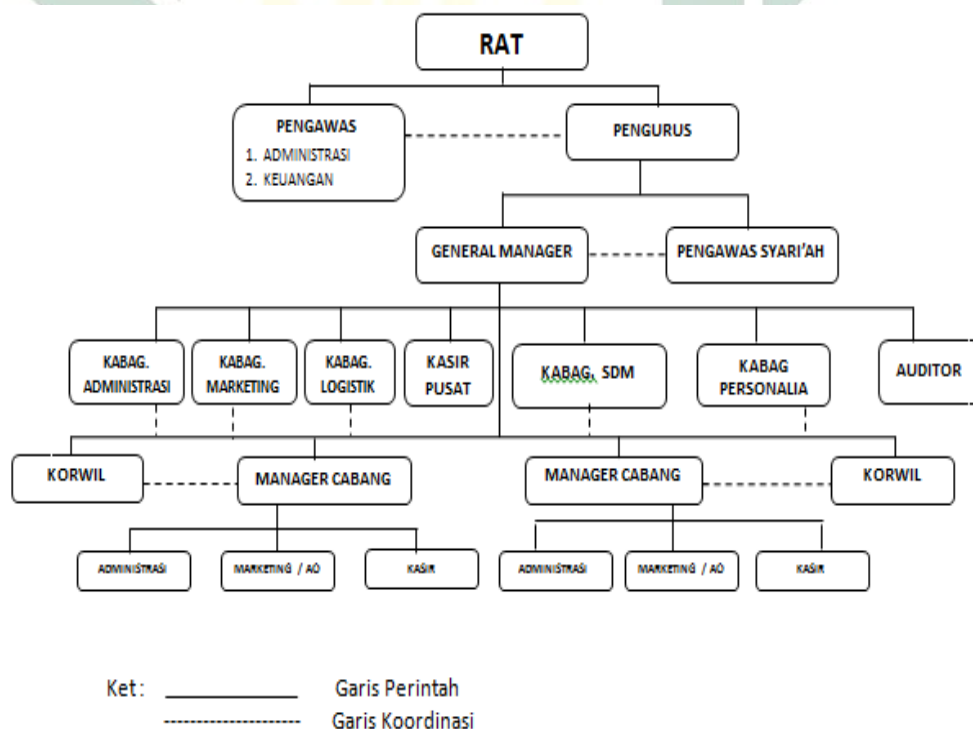 RAT
PENGAWAS
1. ADMINISTRASI
2. KEUANGAN
PENGURUS
GENERAL MANAGER
PENGAWAS SYARI'AH
KABAG.
ADMINISTRASI
KABAG.
MARKETING
KABAG.
LOGISTIK
KASIR
PUSAT
KABAG. SDM
KABAG
PERSONALIA
AUDITOR
KORWIL
MANAGER CABANG
MANAGER CABANG
KORWIL
ADMINISTRASI
MARKETING / AO
KASIR
ADMINISTRASI
MARKETING / AO
KASIR
Ket: Garis Perintah
Garis Koordinasi